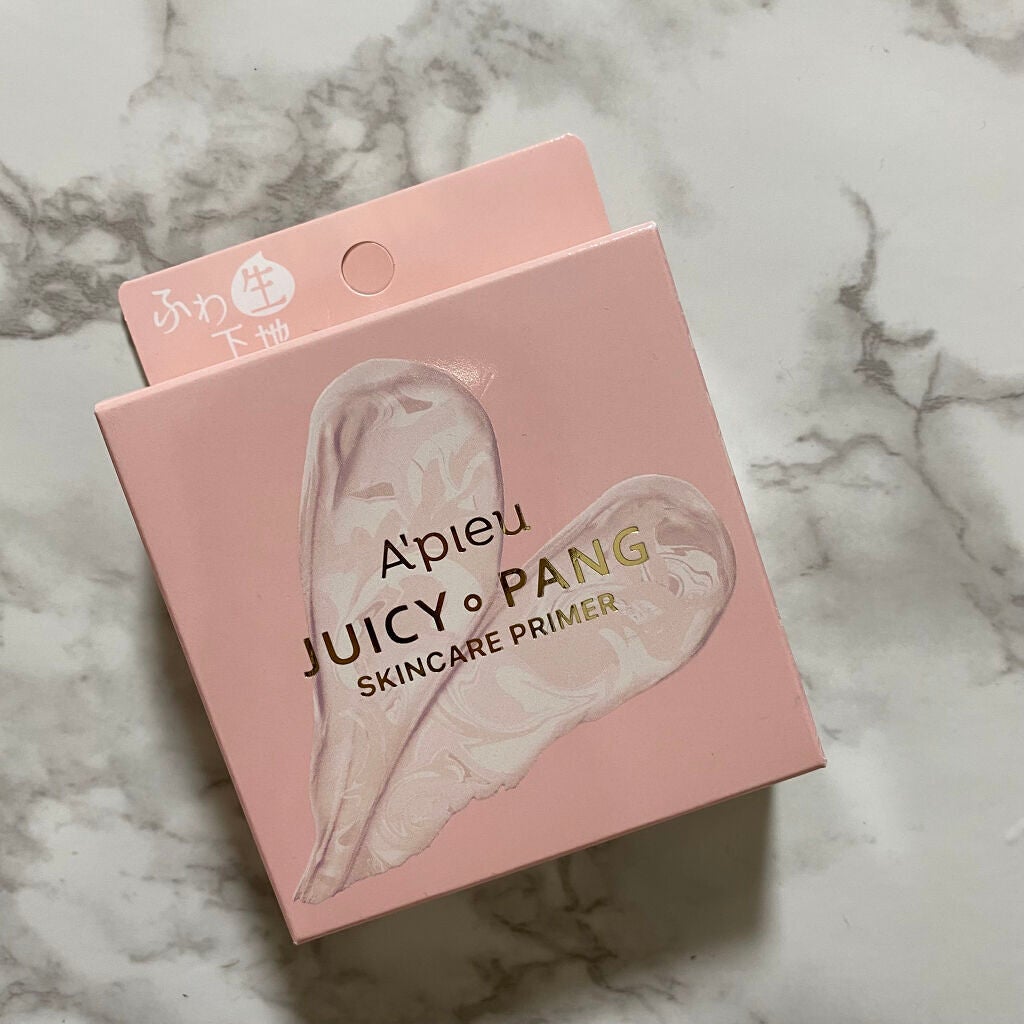 ふわ生
下地
A'pieu
JUICY PANG
SKINCARE PRIMER